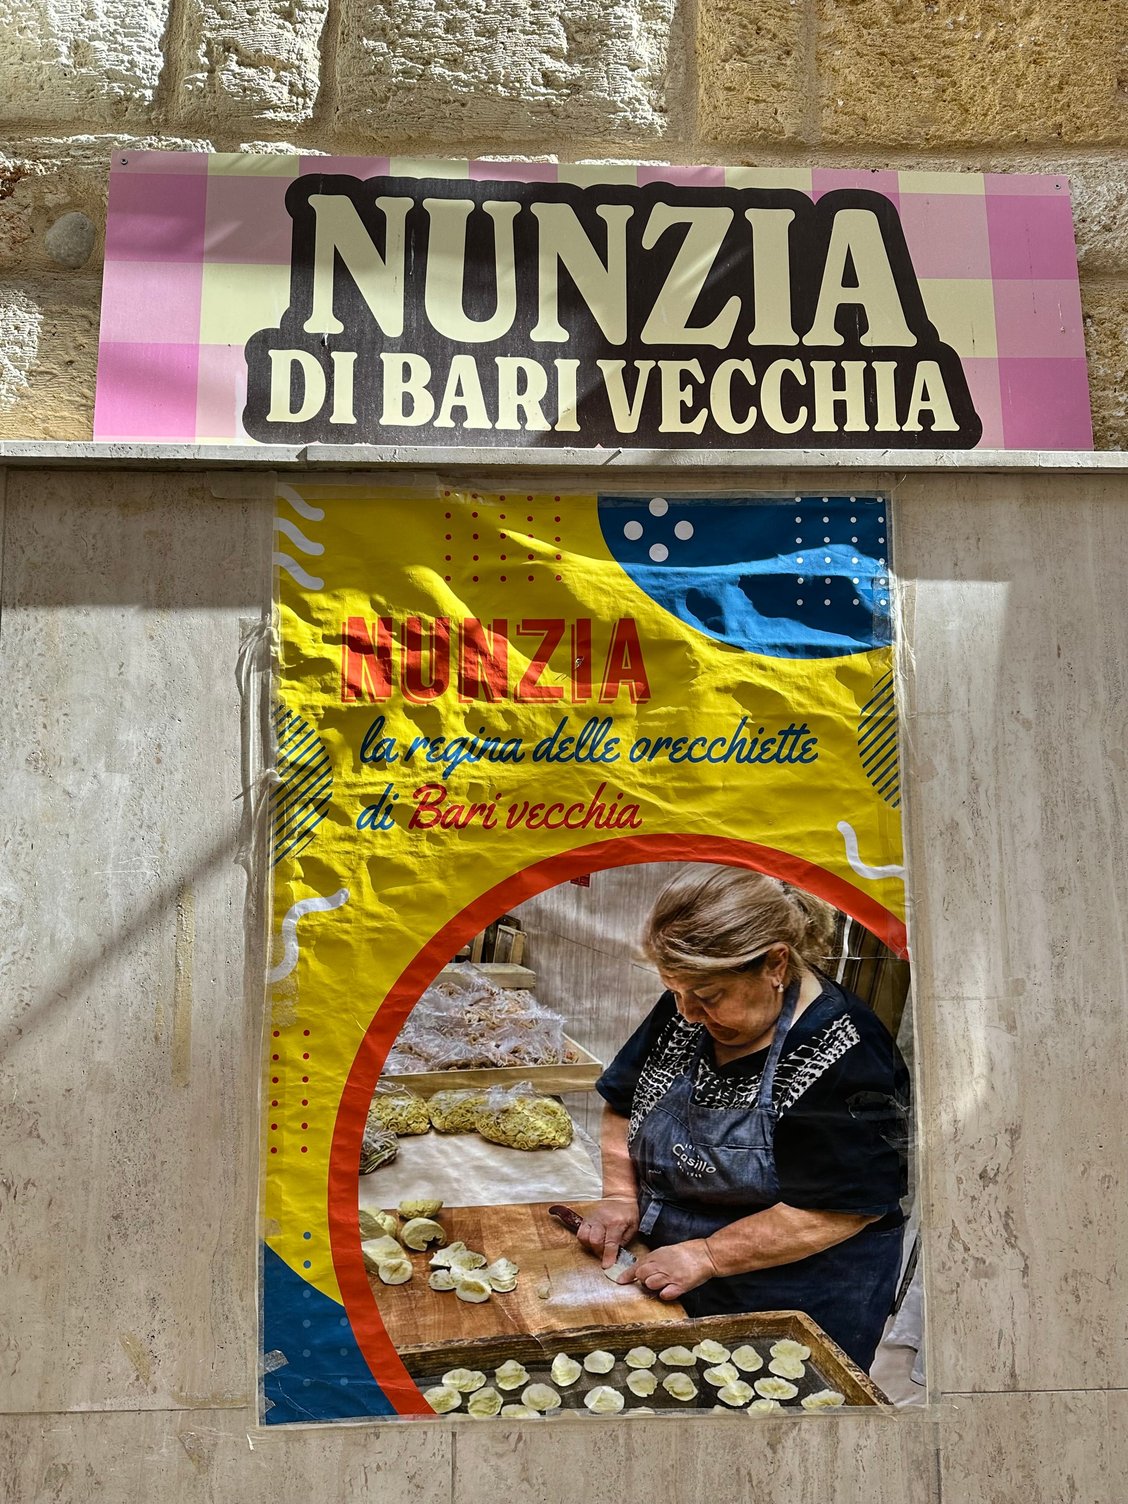 NUNZIA
DI BARI VECCHIA
NUNZIA
la regina delle orecchiette
di Bari vecchia
Casillo